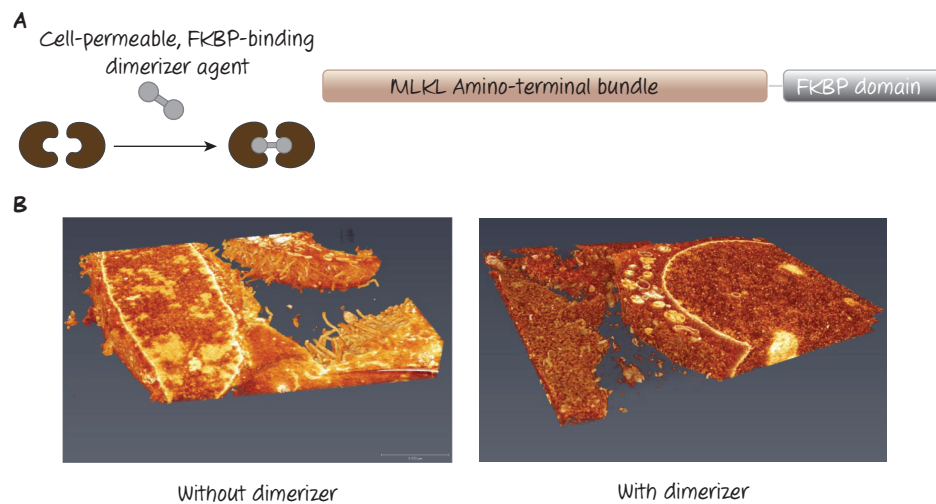 A
Cell-permeable, FKBP-binding
dimerizer agent
MLKL Amino-terminal bundle
FKBP domain
B
Without dimerizer
With dimerizer